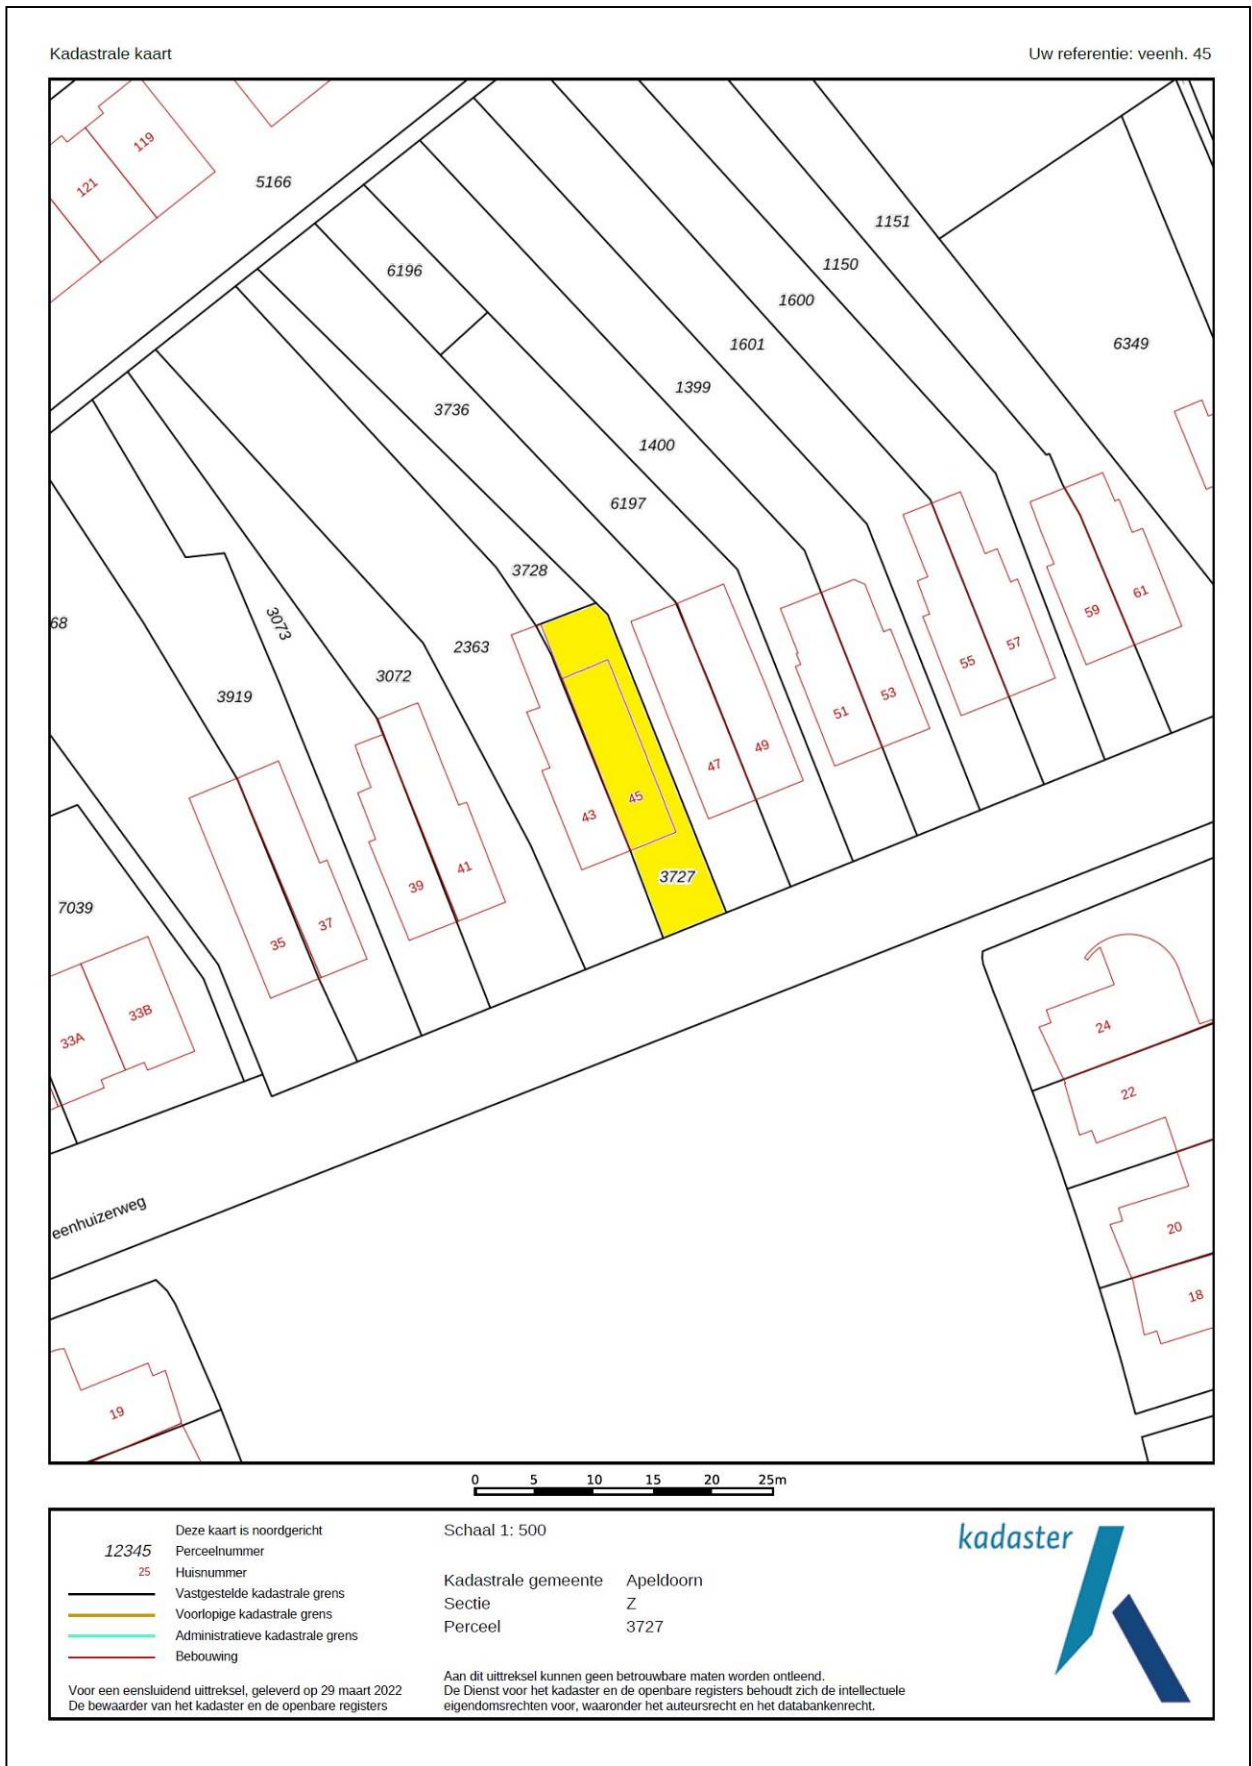 Kadastrale kaart
Uw referentie: veenh. 45
119
121
5166
6196
1151
1150
1600
1601
1399
1400
6349
3736
6197
3728
68
3073
2363
3072
3919
59
61
55
57
51
53
47
49
43
45
3727
7039
39
41
35
37
33A
33B
24
22
20
18
eenhuizerweg
19
0 5 10 15 20 25m
Deze kaart is noordgericht
12345 Perceelnummer
25 Huisnummer
Vastgestelde kadastrale grens
Voorlopige kadastrale grens
Administratieve kadastrale grens
Bebouwing
Voor een eensluidend uittreksel, geleverd op 29 maart 2022
De bewaarder van het kadaster en de openbare registers
Schaal 1: 500
Kadastrale gemeente Apeldoorn
Sectie Z
Perceel 3727
Aan dit uittreksel kunnen geen betrouwbare maten worden ontleend.
De Dienst voor het kadaster en de openbare registers behoudt zich de intellectuele
eigendomsrechten voor, waaronder het auteursrecht en het databankenrecht.
kadaster